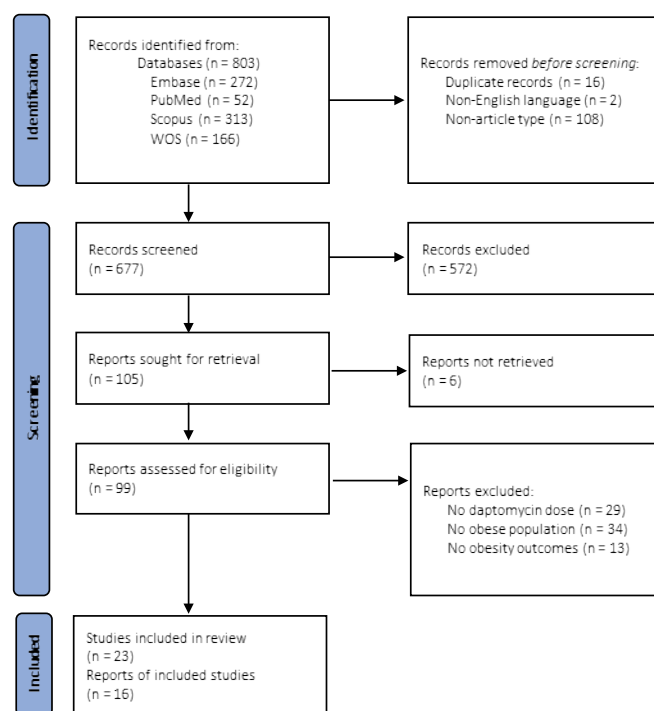 Identification
Records identified from:
Databases (n = 803)
Embase (n = 272)
PubMed (n = 52)
Scopus (n = 313)
WOS (n = 166)
Records removed before screening:
Duplicate records (n = 16)
Non-English language (n = 2)
Non-article type (n = 108)
Screening
Records screened
(n = 677)
Records excluded
(n = 572)
Reports sought for retrieval
(n = 105)
Reports not retrieved
(n = 6)
Reports assessed for eligibility
(n = 99)
Reports excluded:
No daptomycin dose (n = 29)
No obese population (n = 34)
No obesity outcomes (n = 13)
Included
Studies included in review
(n = 23)
Reports of included studies
(n = 16)